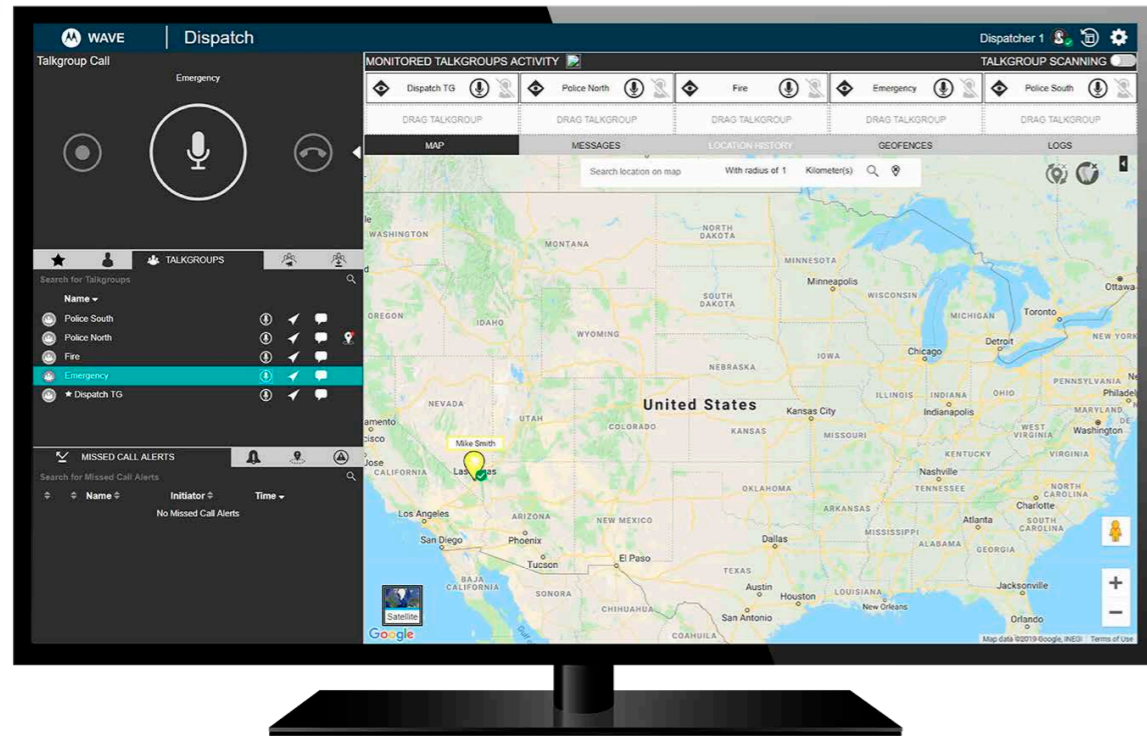 WAVE
Dispatch
Dispatcher 1
Talkgroup Call
Emergency
MONITORED TALKGROUPS ACTIVITY
TALKGROUP SCANNING
Dispatch TG
Police North
Fire
Emergency
Police South
DRAG TALKGROUP
DRAG TALKGROUP
DRAG TALKGROUP
DRAG TALKGROUP
DRAG TALKGROUP
MAP
MESSAGES
LOCATION HISTORY
GEOFENCES
LOGS
Search location on map
With radius of 1
Kilometer(s)
TALKGROUPS
Search for Talkgroups
Name
Police South
Police North
Fire
Emergency
★ Dispatch TG
MISSED CALL ALERTS
Search for Missed Call Alerts
Name
Initiator
Time
No Missed Call Alerts
WASHINGTON
MONTANA
NORTH
DAKOTA
MINNESOTA
Minneapolis
WISCONSIN
Ottawa
OREGON
IDAHO
SOUTH
DAKOTA
MICHIGAN
Toronto
WYOMING
IOWA
Chicago
Detroit
NEW YORK
NEBRASKA
PENNSYLVANIA
NEVADA
UTAH
COLORADO
United States
KANSAS
Kansas City
ILLINOIS
INDIANA
Indianapolis
OHIO
Philadel
MARYLAND
DE
amento
cisco
Jose
Mike Smith
MISSOURI
WEST
VIRGINIA
Washington
KENTUCKY
VIRGINIA
CALIFORNIA
Las Vegas
Nashville
TENNESSEE
NORTH
CAROLINA
Charlotte
OKLAHOMA
ARKANSAS
Los Angeles
ARIZONA
NEW MEXICO
Atlanta
SOUTH
CAROLINA
San Diego
Phoenix
Dallas
MISSISSIPPI
ALABAMA
GEORGIA
Tucson
El Paso
TEXAS
BAJA
CALIFORNIA
SONORA
CHIHUAHUA
Austin
Houston
LOUISIANA
New Orleans
Jacksonville
San Antonio
Orlando
COAHUILA
Satellite
Google
Map data ©2019 Google, INEGI
Terms of Use